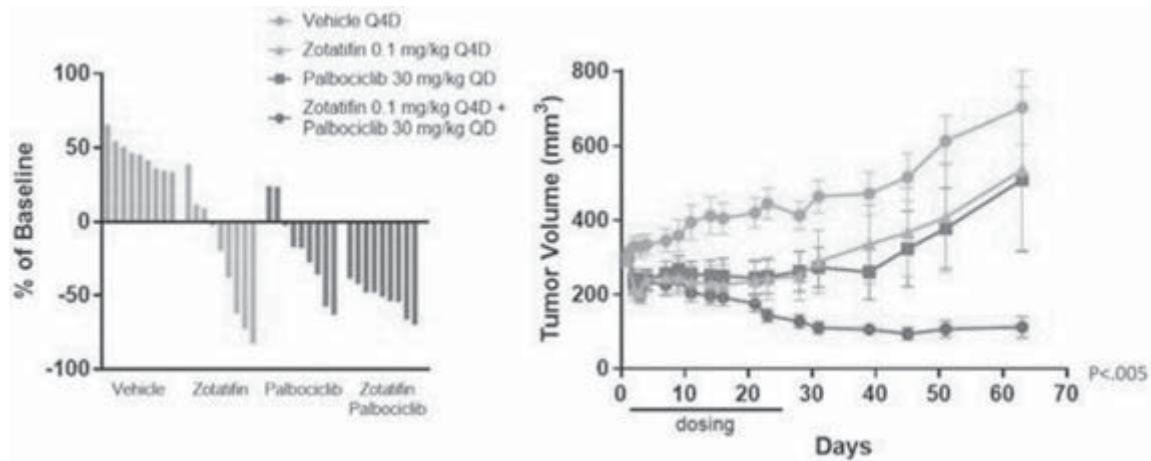 Vehicle Q4D
Zotatifin 0.1 mg/kg Q4D
Palbociclib 30 mg/kg QD
Zotatifin 0.1 mg/kg Q4D +
Palbociclib 30 mg/kg QD
% of Baseline
100
50
0
-50
-100
Vehicle
Zotatifin
Palbociclib
Zotatifin
Palbociclib
Tumor Volume (mm3)
800
600
400
200
0
0 10 20 30 40 50 60 70
P<.005
dosing
Days